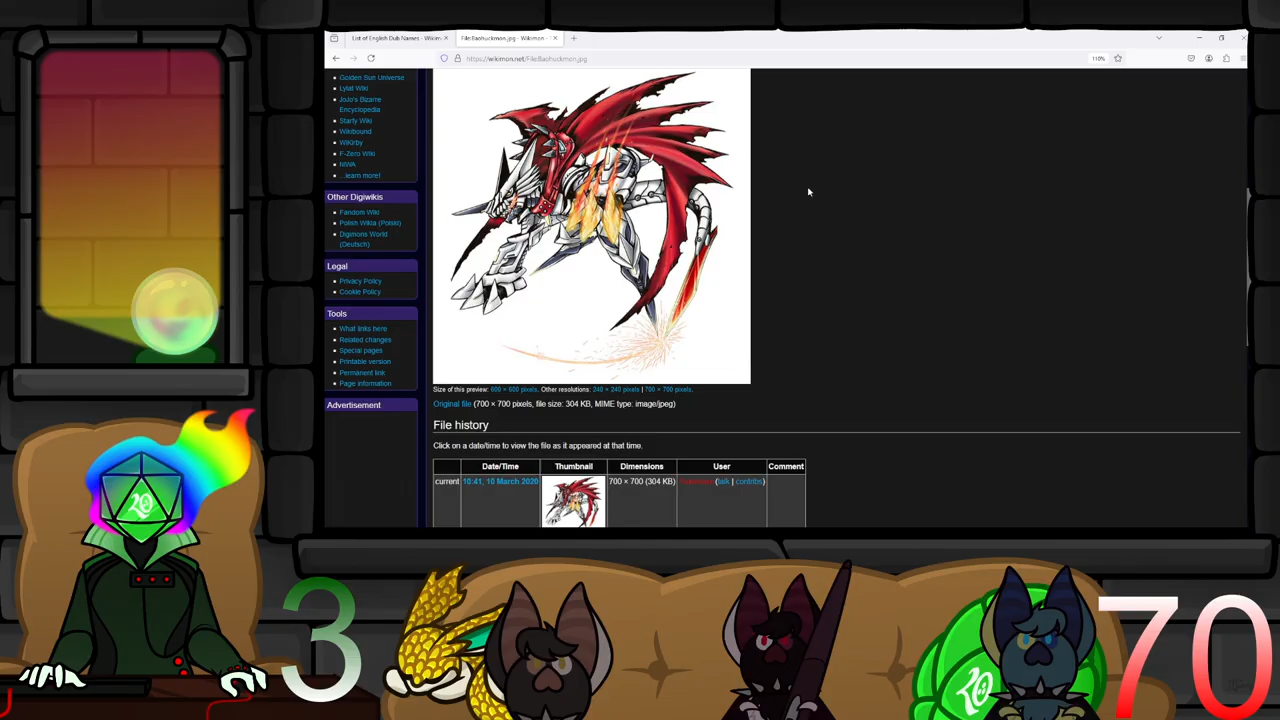 List of English Dub Names - Wikim
File:Baohuckmon.jpg - Wikimon -
https://wikimon.net/File:Baohuckmon.jpg
110%
Golden Sun Universe
Lylat Wiki
JoJo's Bizarre
Encyclopedia
Starfy Wiki
Wikibound
WiKirby
F-Zero Wiki
NIWA
...learn more!
Other Digiwikis
Fandom Wiki
Polish Wikia (Polski)
Digimons World
(Deutsch)
Legal
Privacy Policy
Cookie Policy
Tools
What links here
Related changes
Special pages
Printable version
Permanent link
Page information
Advertisement
Size of this preview: 600 × 600 pixels. Other resolutions: 240 × 240 pixels | 700 × 700 pixels.
Original file (700 × 700 pixels, file size: 304 KB, MIME type: image/jpeg)
File history
Click on a date/time to view the file as it appeared at that time.
Date/Time Thumbnail Dimensions User Comment
current 10:41, 10 March 2020 700 × 700 (304 KB) (talk | contribs)
20
3
20
70